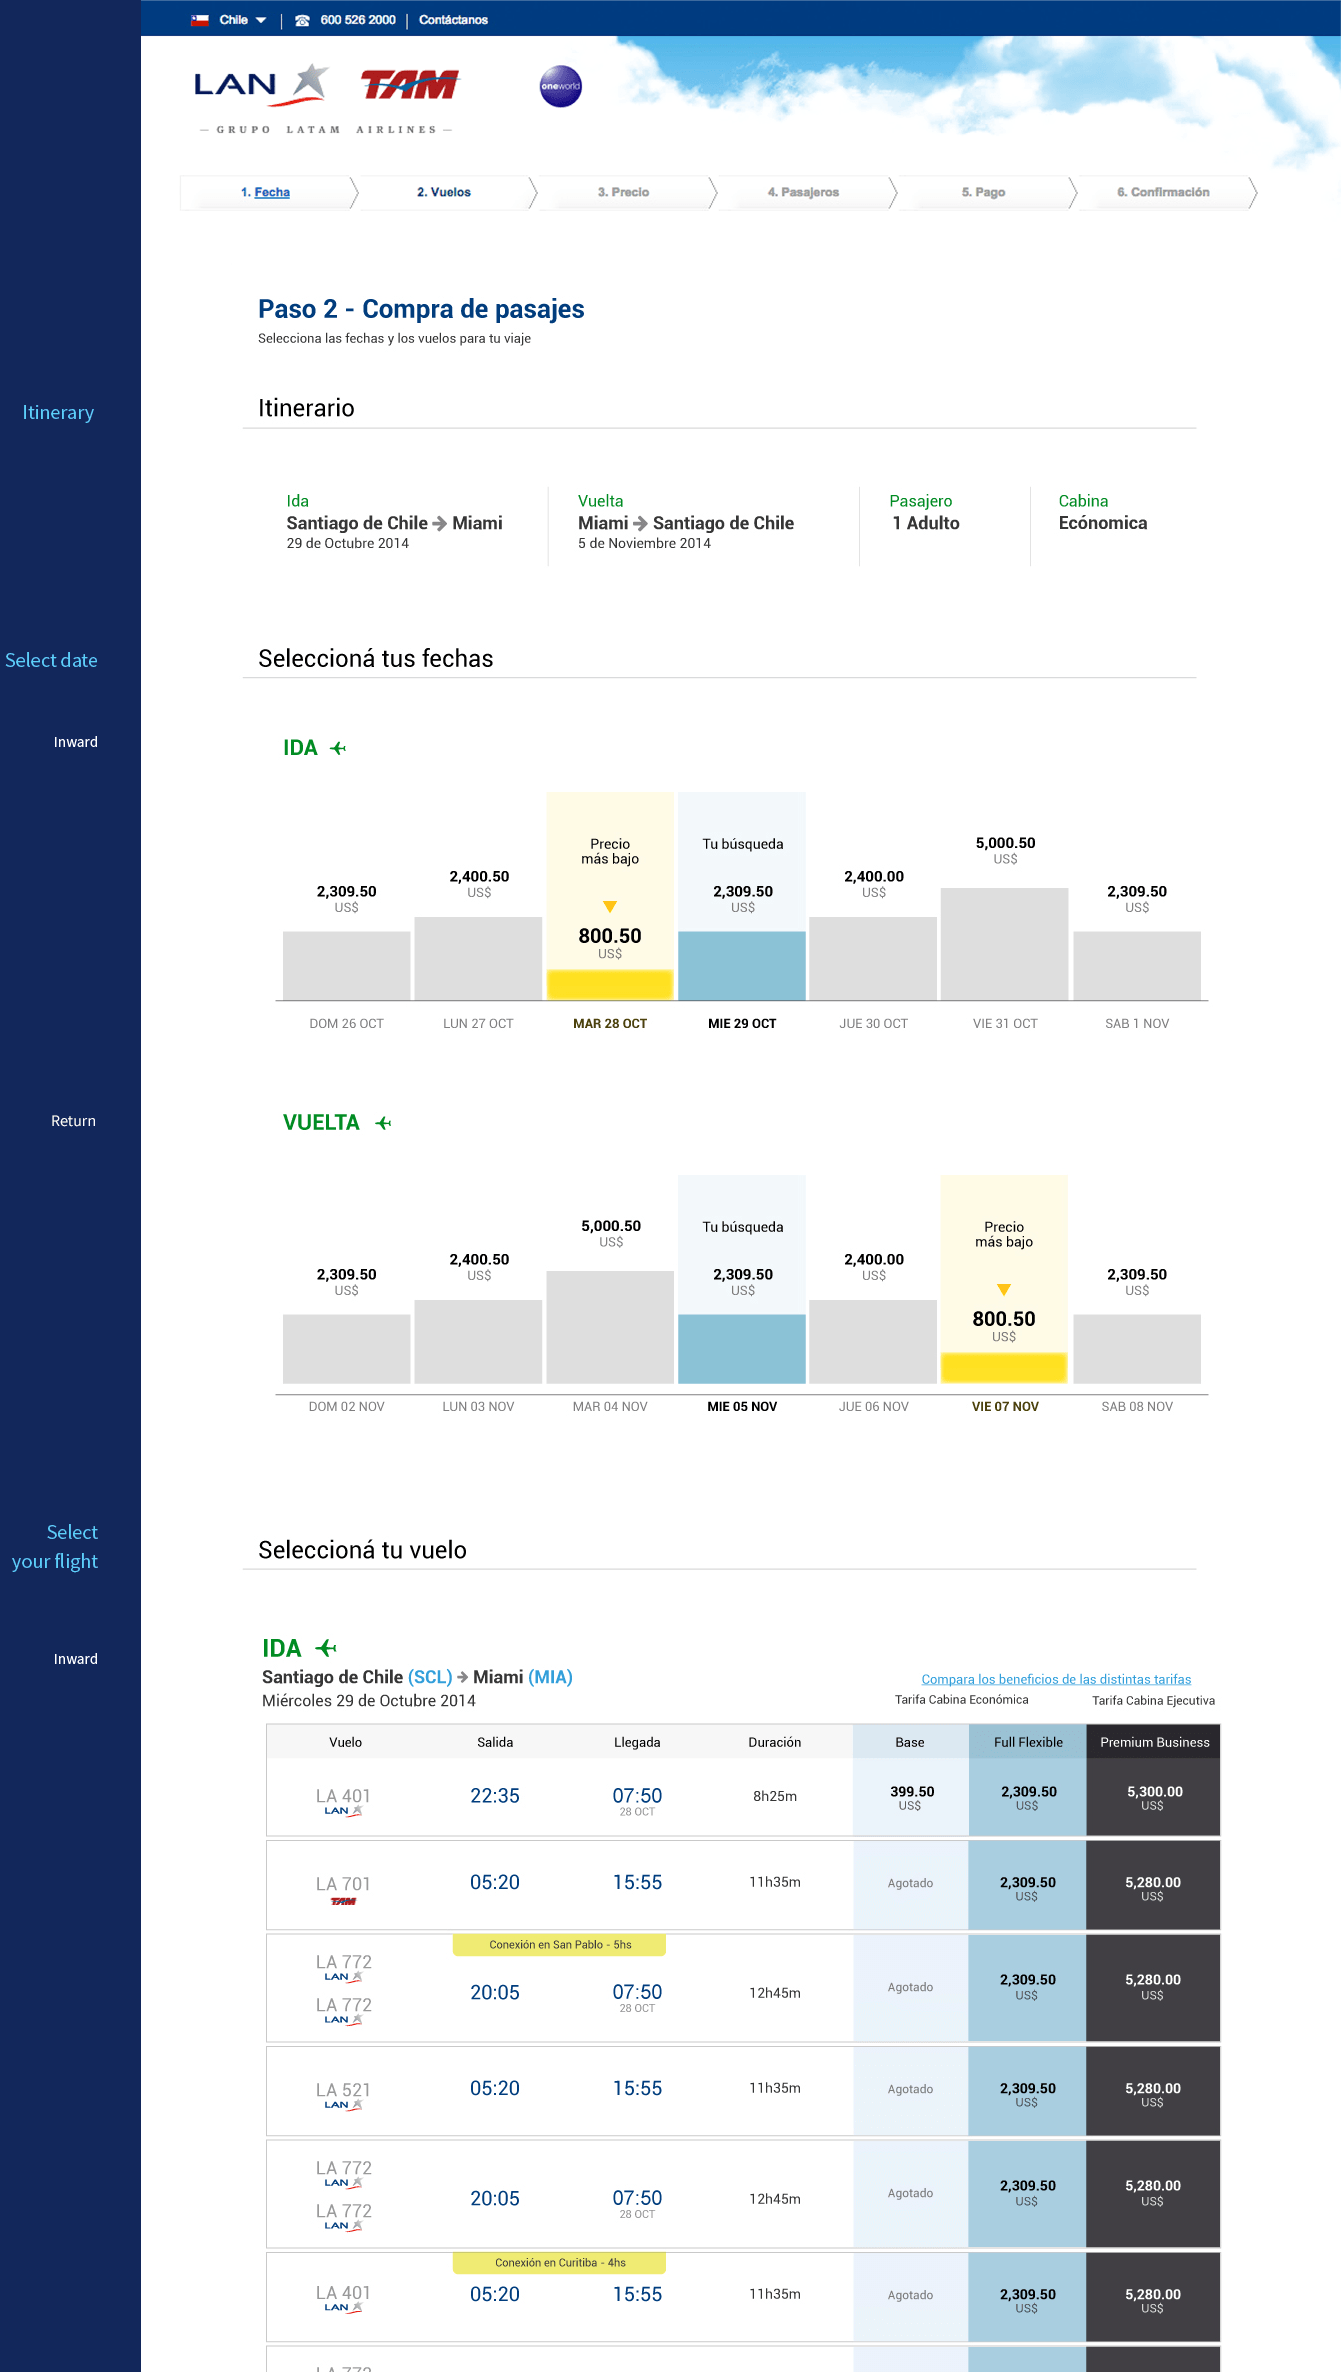 Chile | 600 526 2000 | Contáctanos
LAN TAM oneworld
GRUPO LATAM AIRLINES
1. Fecha 2. Vuelos 3. Precio 4. Pasajeros 5. Pago 6. Confirmación
Paso 2 - Compra de pasajes
Selecciona las fechas y los vuelos para tu viaje
Itinerary
Itinerario
Ida Vuelta Pasajero Cabina
Santiago de Chile Miami Miami Santiago de Chile 1 Adulto Ecónomica
29 de Octubre 2014 5 de Noviembre 2014
Select date
Seleccioná tus fechas
Inward
IDA
Precio
más bajo
Tu búsqueda
2,309.50 2,400.50 800.50 2,309.50 2,400.00 5,000.50 2,309.50
US$ US$ US$ US$ US$ US$ US$
DOM 26 OCT LUN 27 OCT MAR 28 OCT MIE 29 OCT JUE 30 OCT VIE 31 OCT SAB 1 NOV
Return
VUELTA
Tu búsqueda
Precio
más bajo
2,309.50 2,400.50 5,000.50 2,309.50 2,400.00 800.50 2,309.50
US$ US$ US$ US$ US$ US$ US$
DOM 02 NOV LUN 03 NOV MAR 04 NOV MIE 05 NOV JUE 06 NOV VIE 07 NOV SAB 08 NOV
Select
your flight
Seleccioná tu vuelo
Inward
IDA
Santiago de Chile (SCL) Miami (MIA)
Miércoles 29 de Octubre 2014
Compara los beneficios de las distintas tarifas
Tarifa Cabina Económica Tarifa Cabina Ejecutiva
Vuelo Salida Llegada Duración Base Full Flexible Premium Business
LA 401 22:35 07:50 8h25m 399.50 2,309.50 5,300.00
LAN 28 OCT US$ US$ US$
LA 701 05:20 15:55 11h35m Agotado 2,309.50 5,280.00
TAM US$ US$
Conexión en San Pablo - 5hs
LA 772
LAN
20:05 07:50 12h45m Agotado 2,309.50 5,280.00
28 OCT US$ US$
LA 772
LAN
LA 521 05:20 15:55 11h35m Agotado 2,309.50 5,280.00
LAN US$ US$
LA 772
LAN
20:05 07:50 12h45m Agotado 2,309.50 5,280.00
28 OCT US$ US$
LA 772
LAN
Conexión en Curitiba - 4hs
LA 401 05:20 15:55 11h35m Agotado 2,309.50 5,280.00
LAN US$ US$